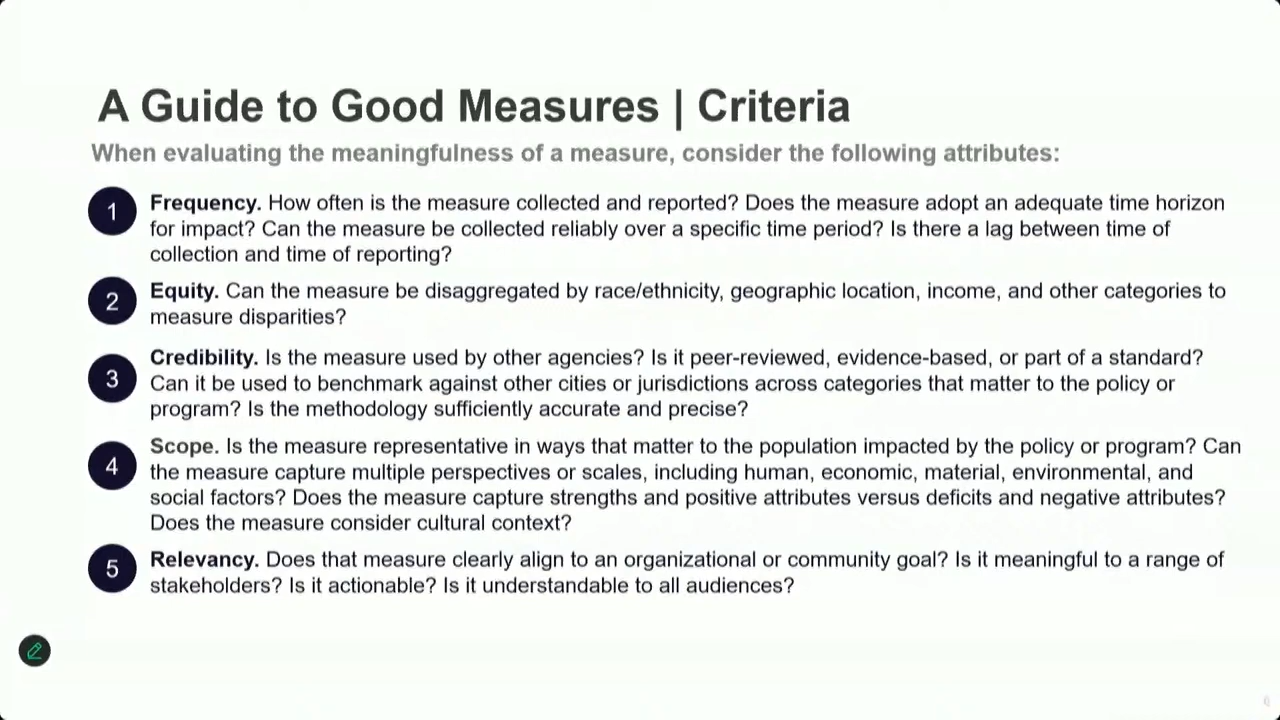 A Guide to Good Measures | Criteria
When evaluating the meaningfulness of a measure, consider the following attributes:
1
Frequency. How often is the measure collected and reported? Does the measure adopt an adequate time horizon
for impact? Can the measure be collected reliably over a specific time period? Is there a lag between time of
collection and time of reporting?
2
Equity. Can the measure be disaggregated by race/ethnicity, geographic location, income, and other categories to
measure disparities?
3
Credibility. Is the measure used by other agencies? Is it peer-reviewed, evidence-based, or part of a standard?
Can it be used to benchmark against other cities or jurisdictions across categories that matter to the policy or
program? Is the methodology sufficiently accurate and precise?
4
Scope. Is the measure representative in ways that matter to the population impacted by the policy or program? Can
the measure capture multiple perspectives or scales, including human, economic, material, environmental, and
social factors? Does the measure capture strengths and positive attributes versus deficits and negative attributes?
Does the measure consider cultural context?
5
Relevancy. Does that measure clearly align to an organizational or community goal? Is it meaningful to a range of
stakeholders? Is it actionable? Is it understandable to all audiences?